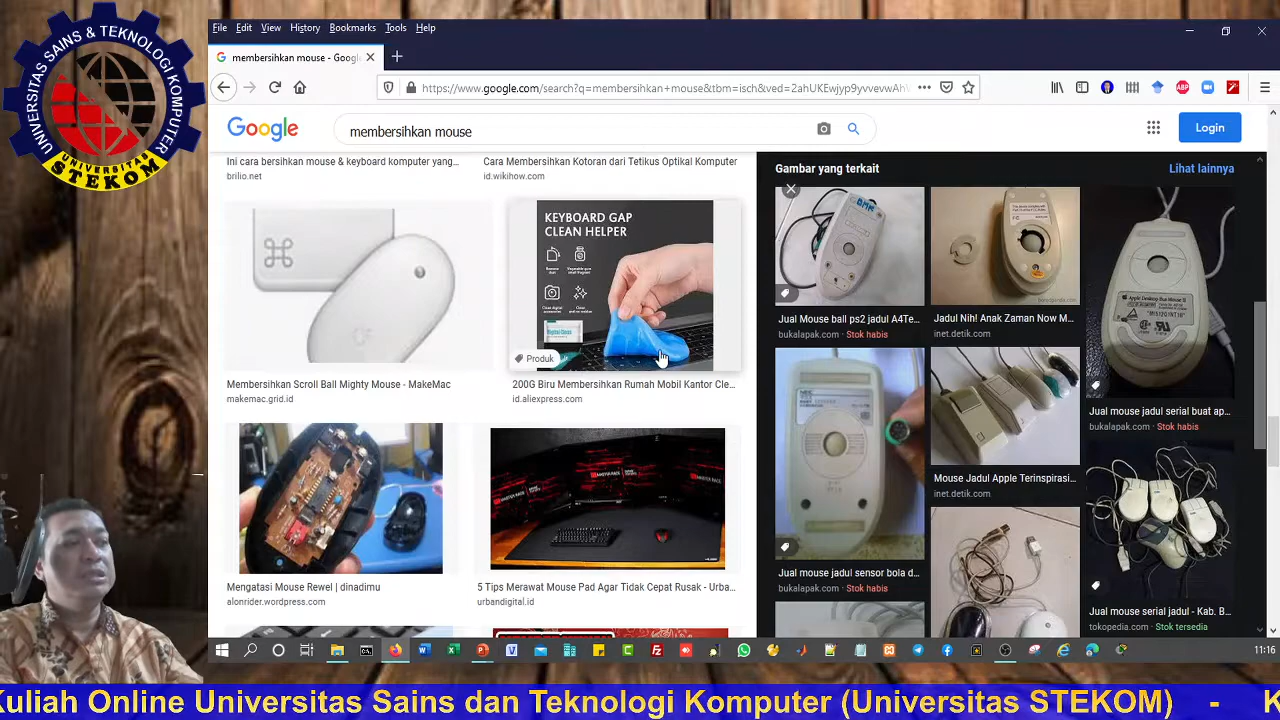 UNIVERSITAS SAINS & TEKNOLOGI KOMPUTER
UNIVERSITAS
STEKOM
File Edit View History Bookmarks Tools Help
membersihkan mouse - Google
https://www.google.com/search?q=membersihkan+mouse&tbm=isch&ved=2ahUKEwjyp9yvvevwAh
Google
membersihkan mouse
Login
Ini cara bersihkan mouse & keyboard komputer yang...
brilio.net
Cara Membersihkan Kotoran dari Tetikus Optikal Komputer
id.wikihow.com
KEYBOARD GAP
CLEAN HELPER
Produk
Membersihkan Scroll Ball Mighty Mouse - MakeMac
makemac.grid.id
200G Biru Membersihkan Rumah Mobil Kantor Cle...
id.aliexpress.com
Mengatasi Mouse Rewel | dinadimu
alonrider.wordpress.com
5 Tips Merawat Mouse Pad Agar Tidak Cepat Rusak - Urba...
urbandigital.id
Gambar yang terkait
Lihat lainnya
Jual Mouse ball ps2 jadul A4Te...
bukalapak.com · Stok habis
Jadul Nih! Anak Zaman Now M...
inet.detik.com
Jual mouse jadul serial buat ap...
bukalapak.com · Stok habis
Mouse Jadul Apple Terinspirasi...
inet.detik.com
Jual mouse jadul sensor bola d...
bukalapak.com · Stok habis
Jual mouse serial jadul - Kab. B...
tokopedia.com · Stok tersedia
11:16
Kuliah Online Universitas Sains dan Teknologi Komputer (Universitas STEKOM) - K